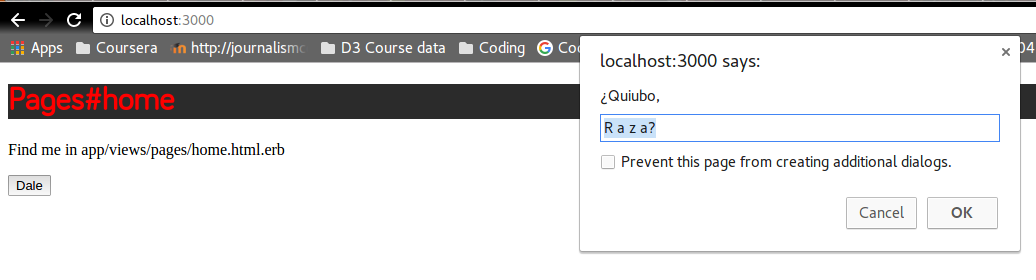 localhost:3000
Apps Coursera http://journalismc D3 Course data Coding
Pages#home
Find me in app/views/pages/home.html.erb
Dale
localhost:3000 says:
¿Quiubo,
R a z a?
Prevent this page from creating additional dialogs.
Cancel OK
04